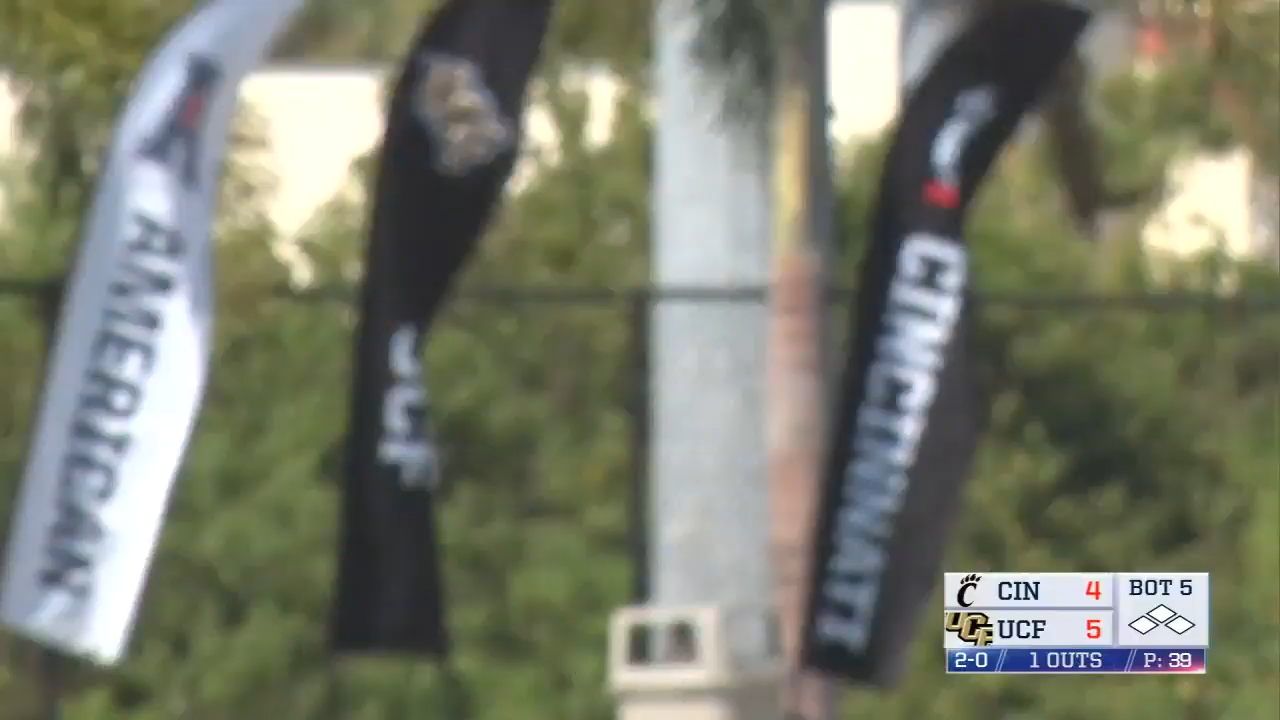 AMERICAN
UCF
CINCINNATI
CIN 4
UCF 5
BOT 5
2-0 // 1 OUTS // P: 39